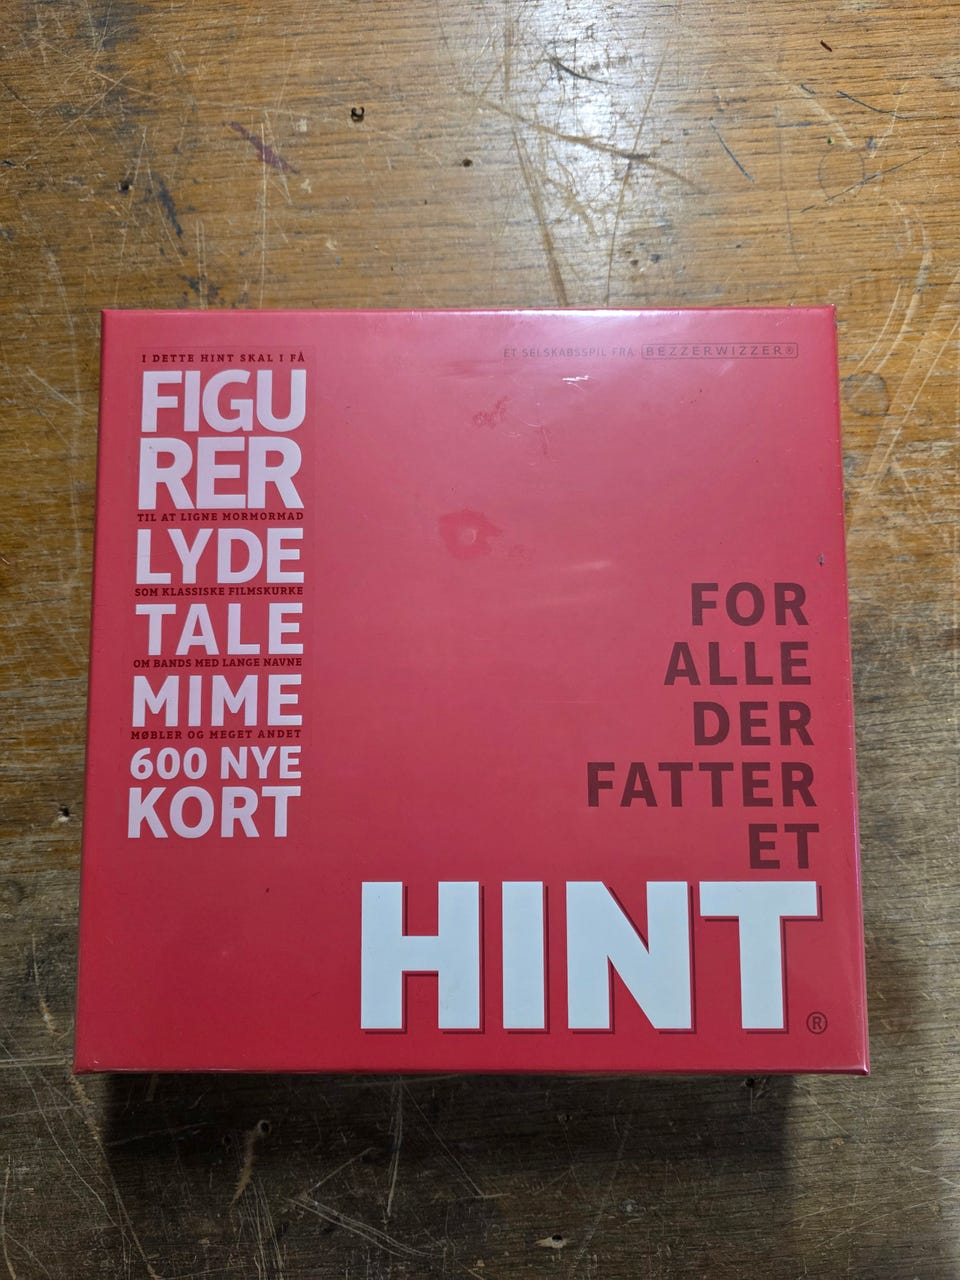 I DETTE HINT SKAL I FÅ
FIGU
RER
TIL AT LIGNE MORMORMAD
LYDE
SOM KLASSISKE FILMSKURKE
TALE
OM BANDS MED LANGE NAVNE
MIME
MØBLER OG MEGET ANDET
600 NYE
KORT
ET SELSKABSSPIL FRA BEZZERWIZZER®
FOR
ALLE
DER
FATTER
ET
HINT®